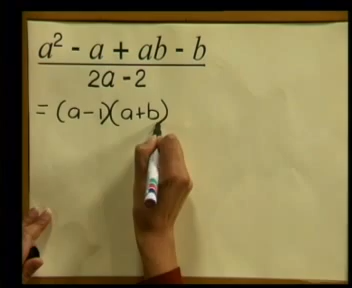 a² - a + ab - b
2a - 2
= (a-1)(a+b)